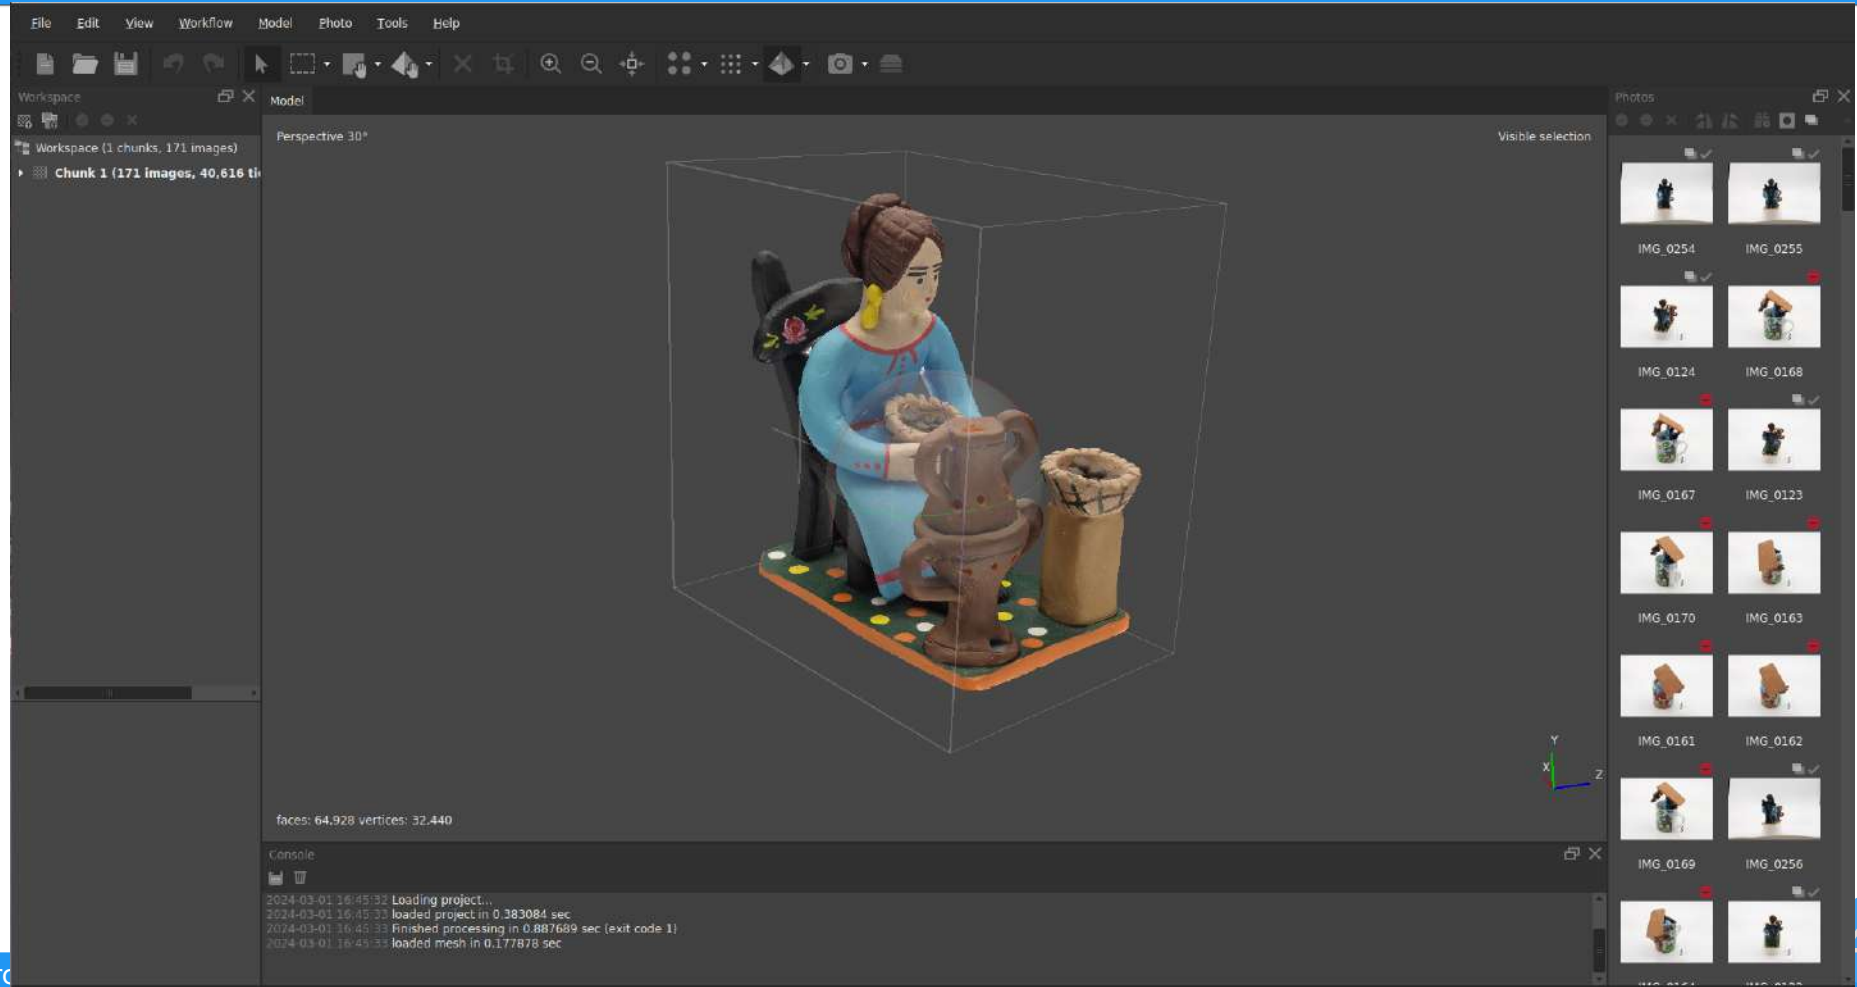 File Edit View Workflow Model Photo Tools Help
Workspace
Model
Photos
Perspective 30°
Visible selection
Workspace (1 chunks, 171 images)
Chunk 1 (171 images, 40,616 ti
IMG_0254 IMG_0255
IMG_0124 IMG_0168
IMG_0167 IMG_0123
IMG_0170 IMG_0163
IMG_0161 IMG_0162
IMG_0169 IMG_0256
Y
X
Z
faces: 64,928 vertices: 32,440
Console
2024-03-01 16:45:32 Loading project...
2024-03-01 16:45:33 loaded project in 0.383084 sec
2024-03-01 16:45:33 Finished processing in 0.887689 sec (exit code 1)
2024-03-01 16:45:33 loaded mesh in 0.177878 sec